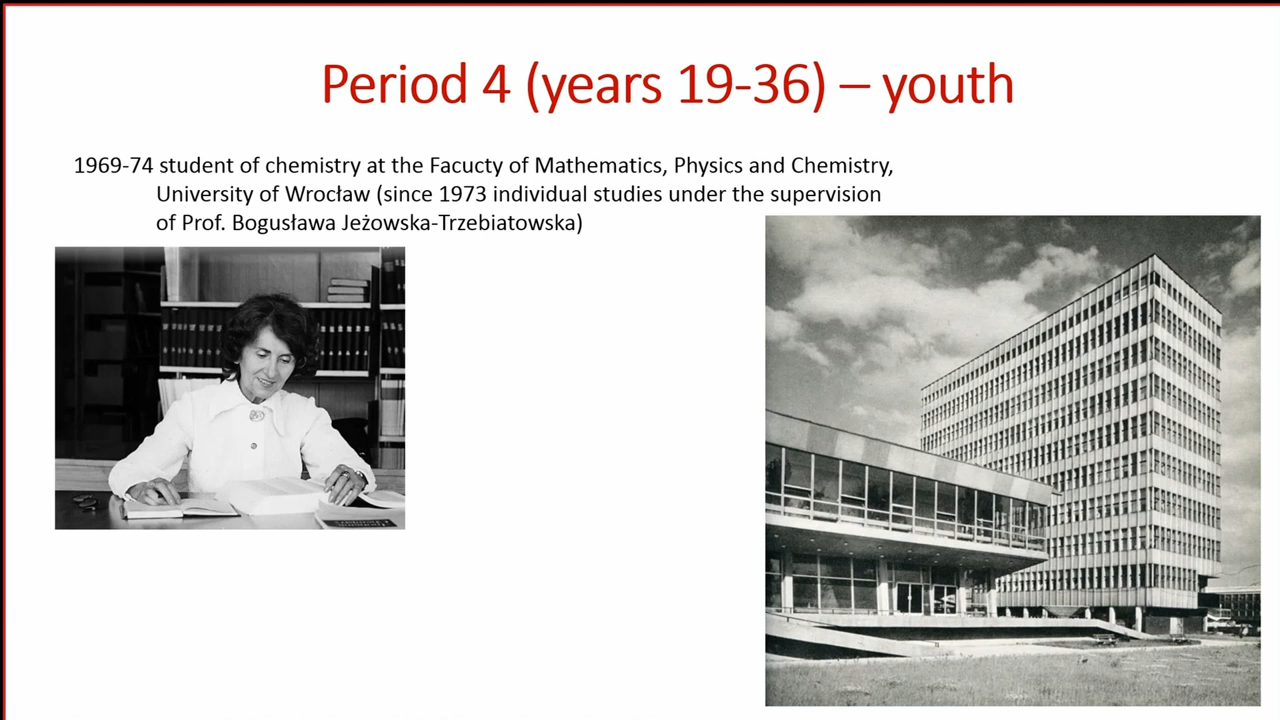 Period 4 (years 19-36) – youth
1969-74 student of chemistry at the Facucty of Mathematics, Physics and Chemistry,
University of Wrocław (since 1973 individual studies under the supervision
of Prof. Bogusława Jeżowska-Trzebiatowska)